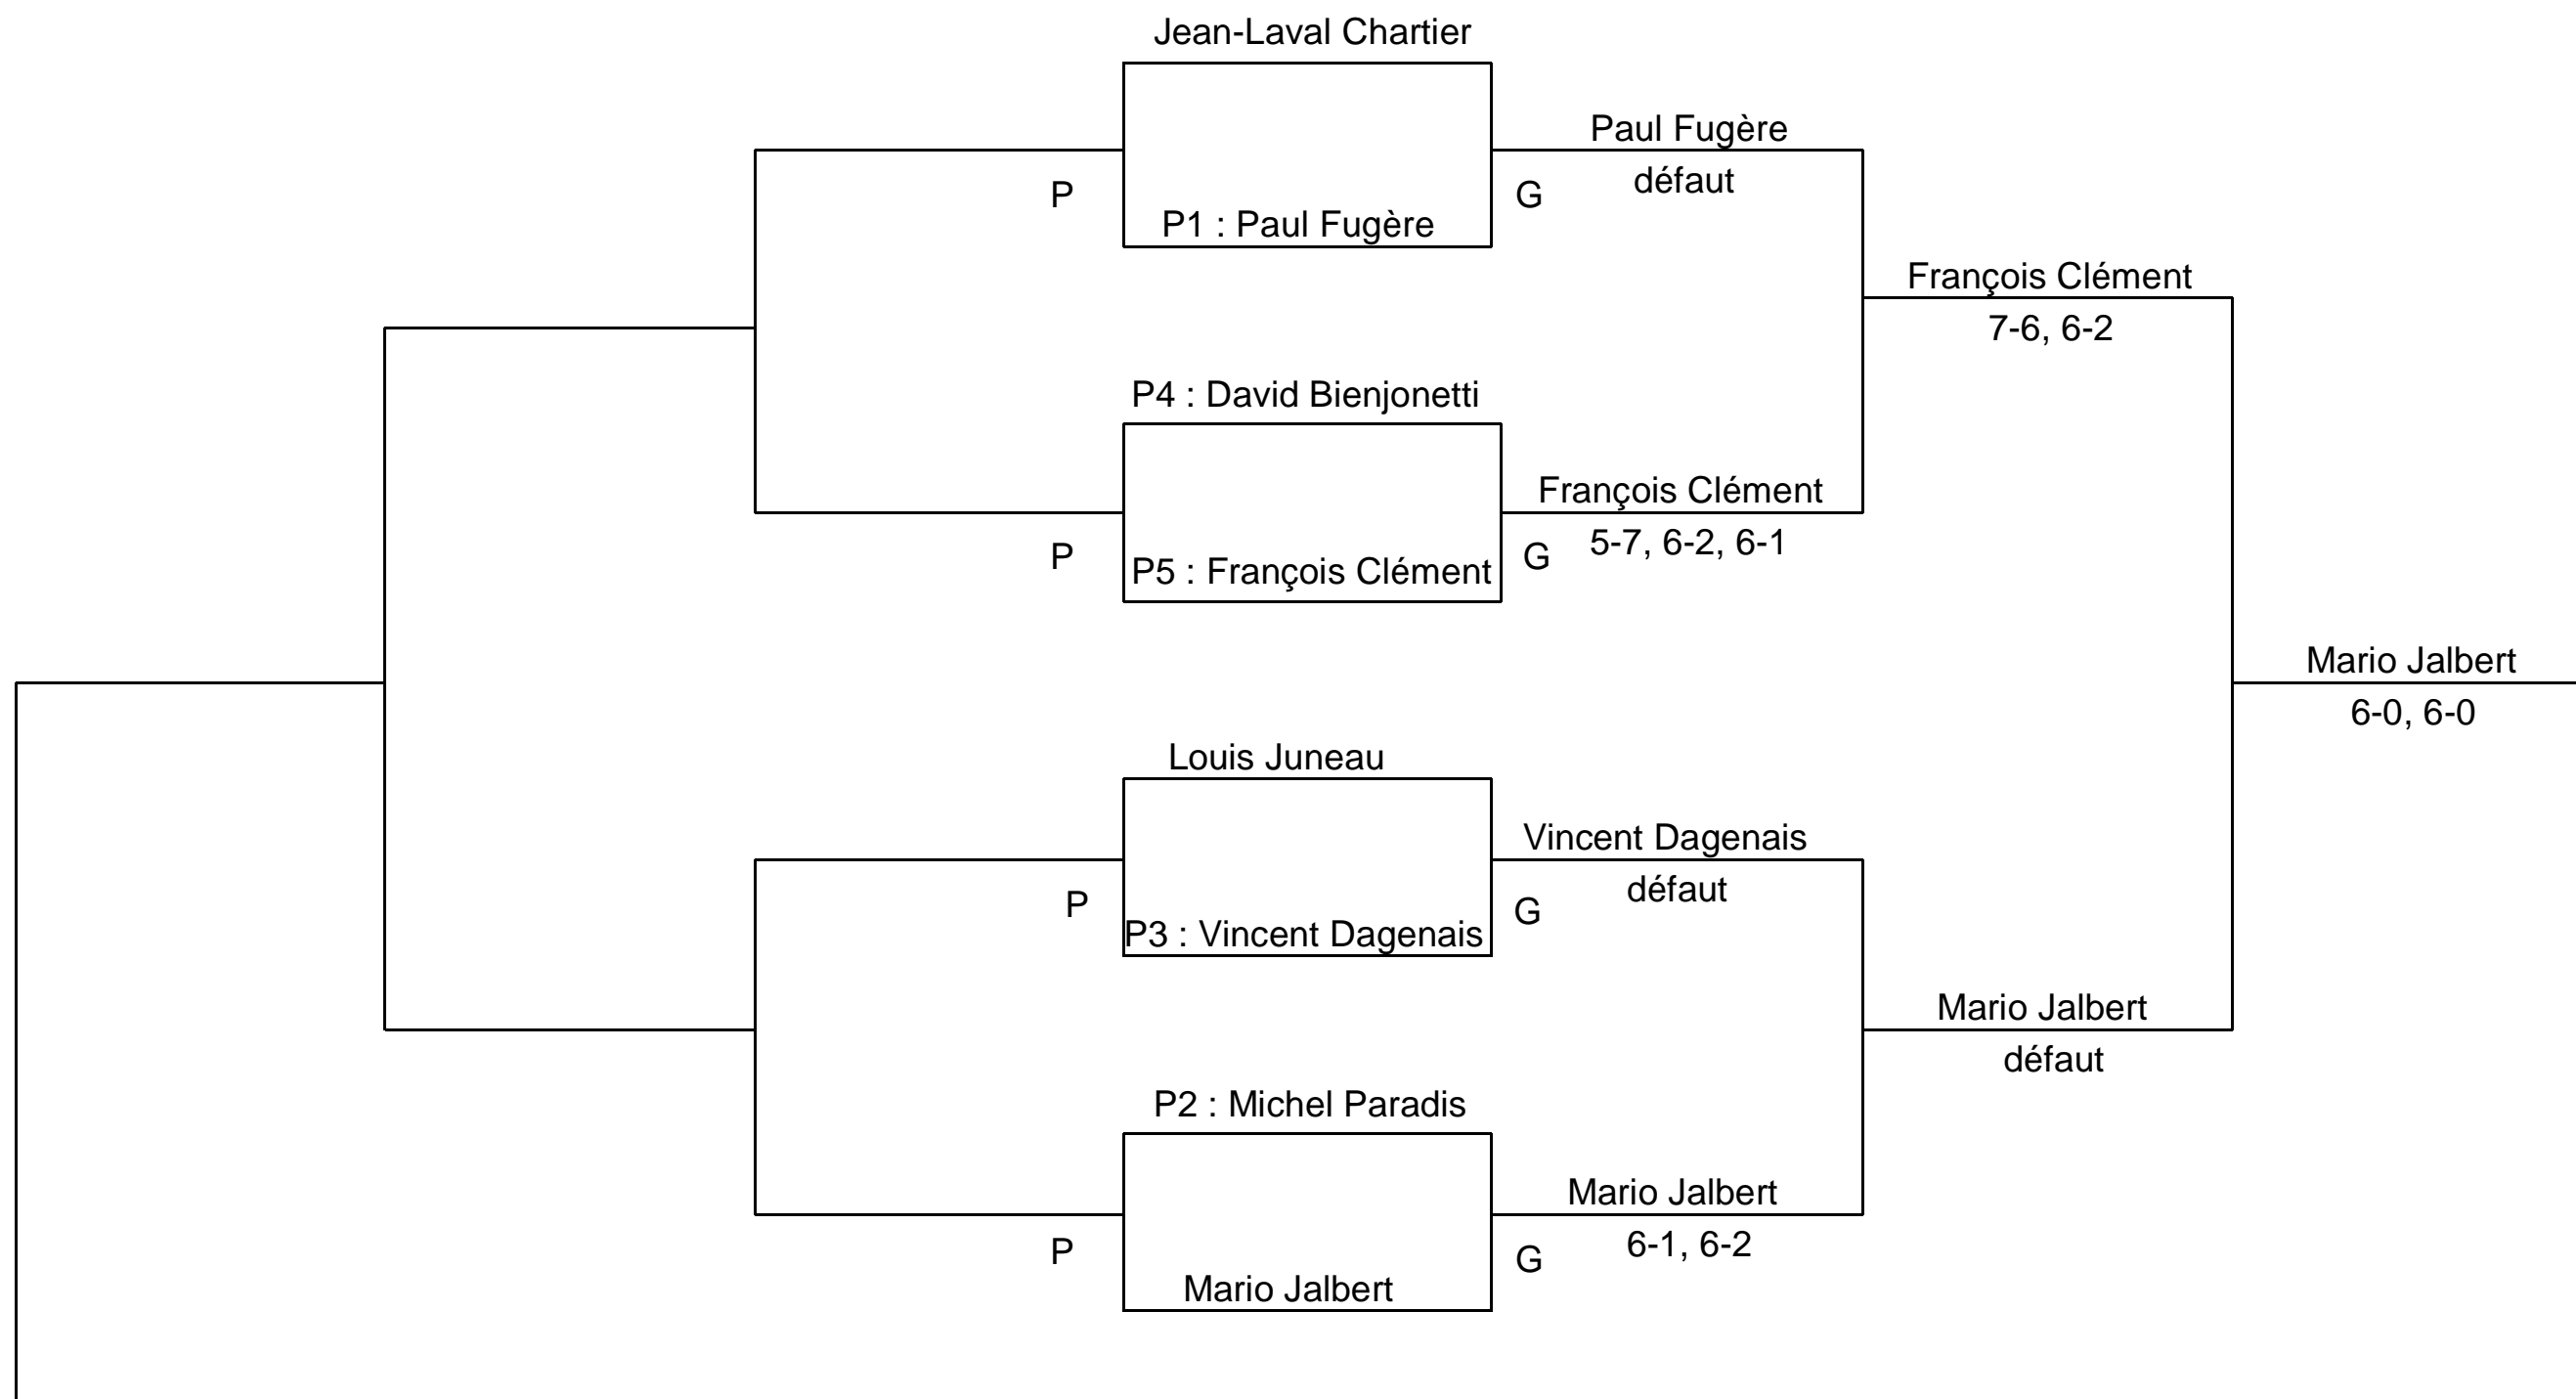 Jean-Laval Chartier
Paul Fugère
défaut
P
G
P1 : Paul Fugère
François Clément
7-6, 6-2
P4 : David Bienjonetti
François Clément
5-7, 6-2, 6-1
P
G
P5 : François Clément
Mario Jalbert
6-0, 6-0
Louis Juneau
Vincent Dagenais
défaut
P
G
P3 : Vincent Dagenais
Mario Jalbert
défaut
P2 : Michel Paradis
Mario Jalbert
6-1, 6-2
P
G
Mario Jalbert